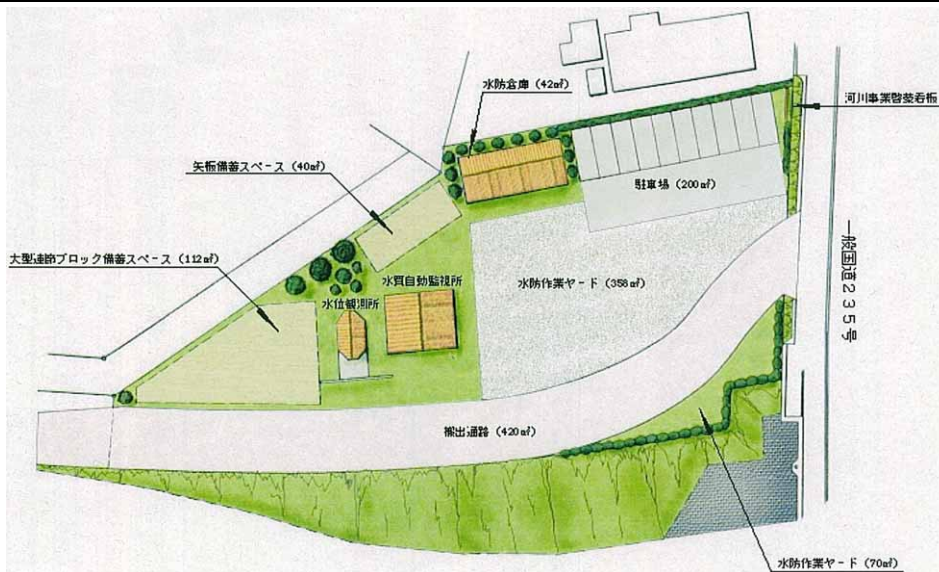 水防倉庫 (42㎡)
河川事業啓発看板
矢板備蓄スペース (40㎡)
駐車場 (200㎡)
一般国道235号
大型連節ブロック備蓄スペース (112㎡)
水質自動監視所
水防作業ヤード (358㎡)
水位観測所
搬出通路 (420㎡)
水防作業ヤード (70㎡)